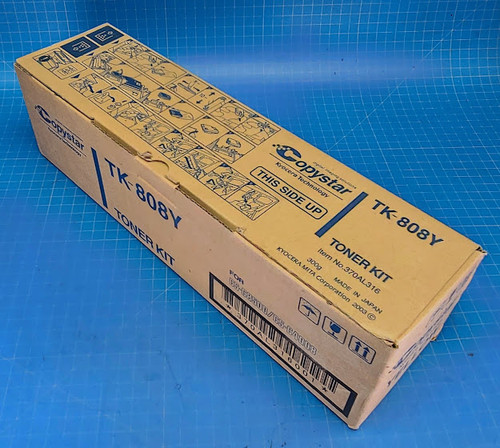 Copystar
Kyocera Technology
THIS SIDE UP
TK-808Y
TONER KIT
Item No.370AL316
300g MADE IN JAPAN
KYOCERA MITA Corporation 2003 ©
Copystar
TK-808Y
TONER KIT
FOR